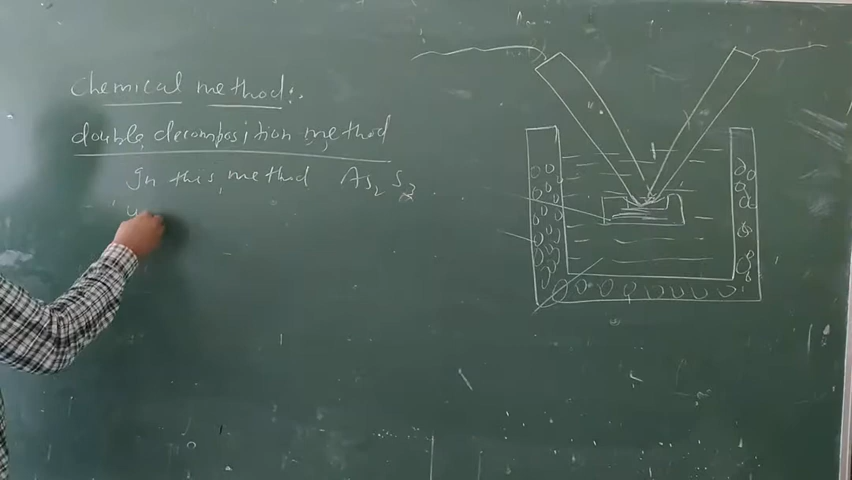 Chemical method:.
double decomposition method
In this method As₂ S₃